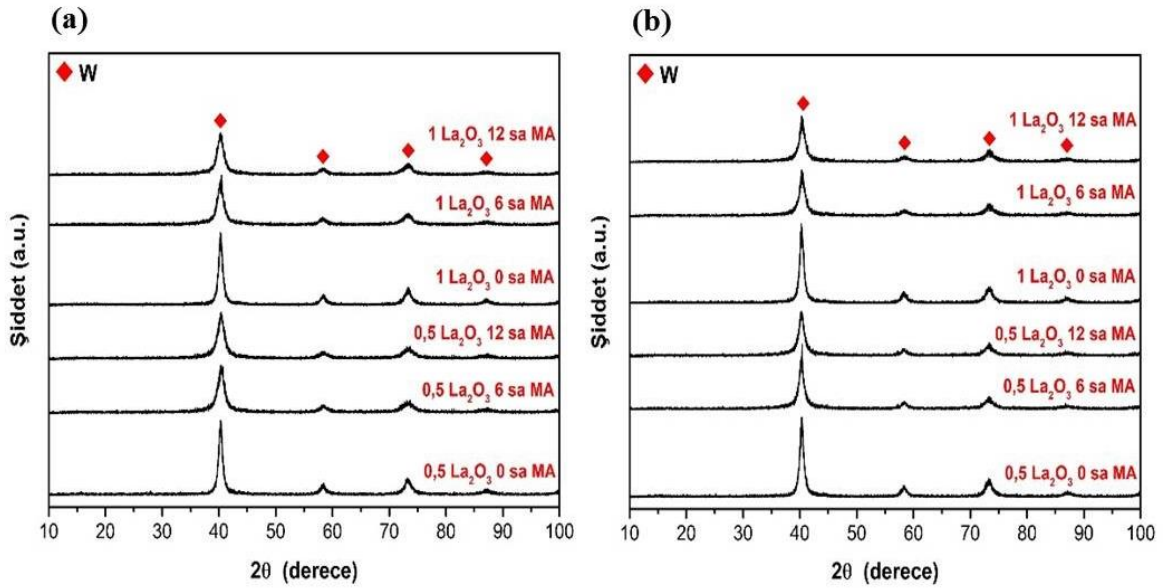 (a)
W
1 La₂O₃ 12 sa MA
1 La₂O₃ 6 sa MA
1 La₂O₃ 0 sa MA
0,5 La₂O₃ 12 sa MA
0,5 La₂O₃ 6 sa MA
0,5 La₂O₃ 0 sa MA
Şiddet (a.u.)
10 20 30 40 50 60 70 80 90 100
2θ (derece)
(b)
W
1 La₂O₃ 12 sa MA
1 La₂O₃ 6 sa MA
1 La₂O₃ 0 sa MA
0,5 La₂O₃ 12 sa MA
0,5 La₂O₃ 6 sa MA
0,5 La₂O₃ 0 sa MA
Şiddet (a.u.)
10 20 30 40 50 60 70 80 90 100
2θ (derece)